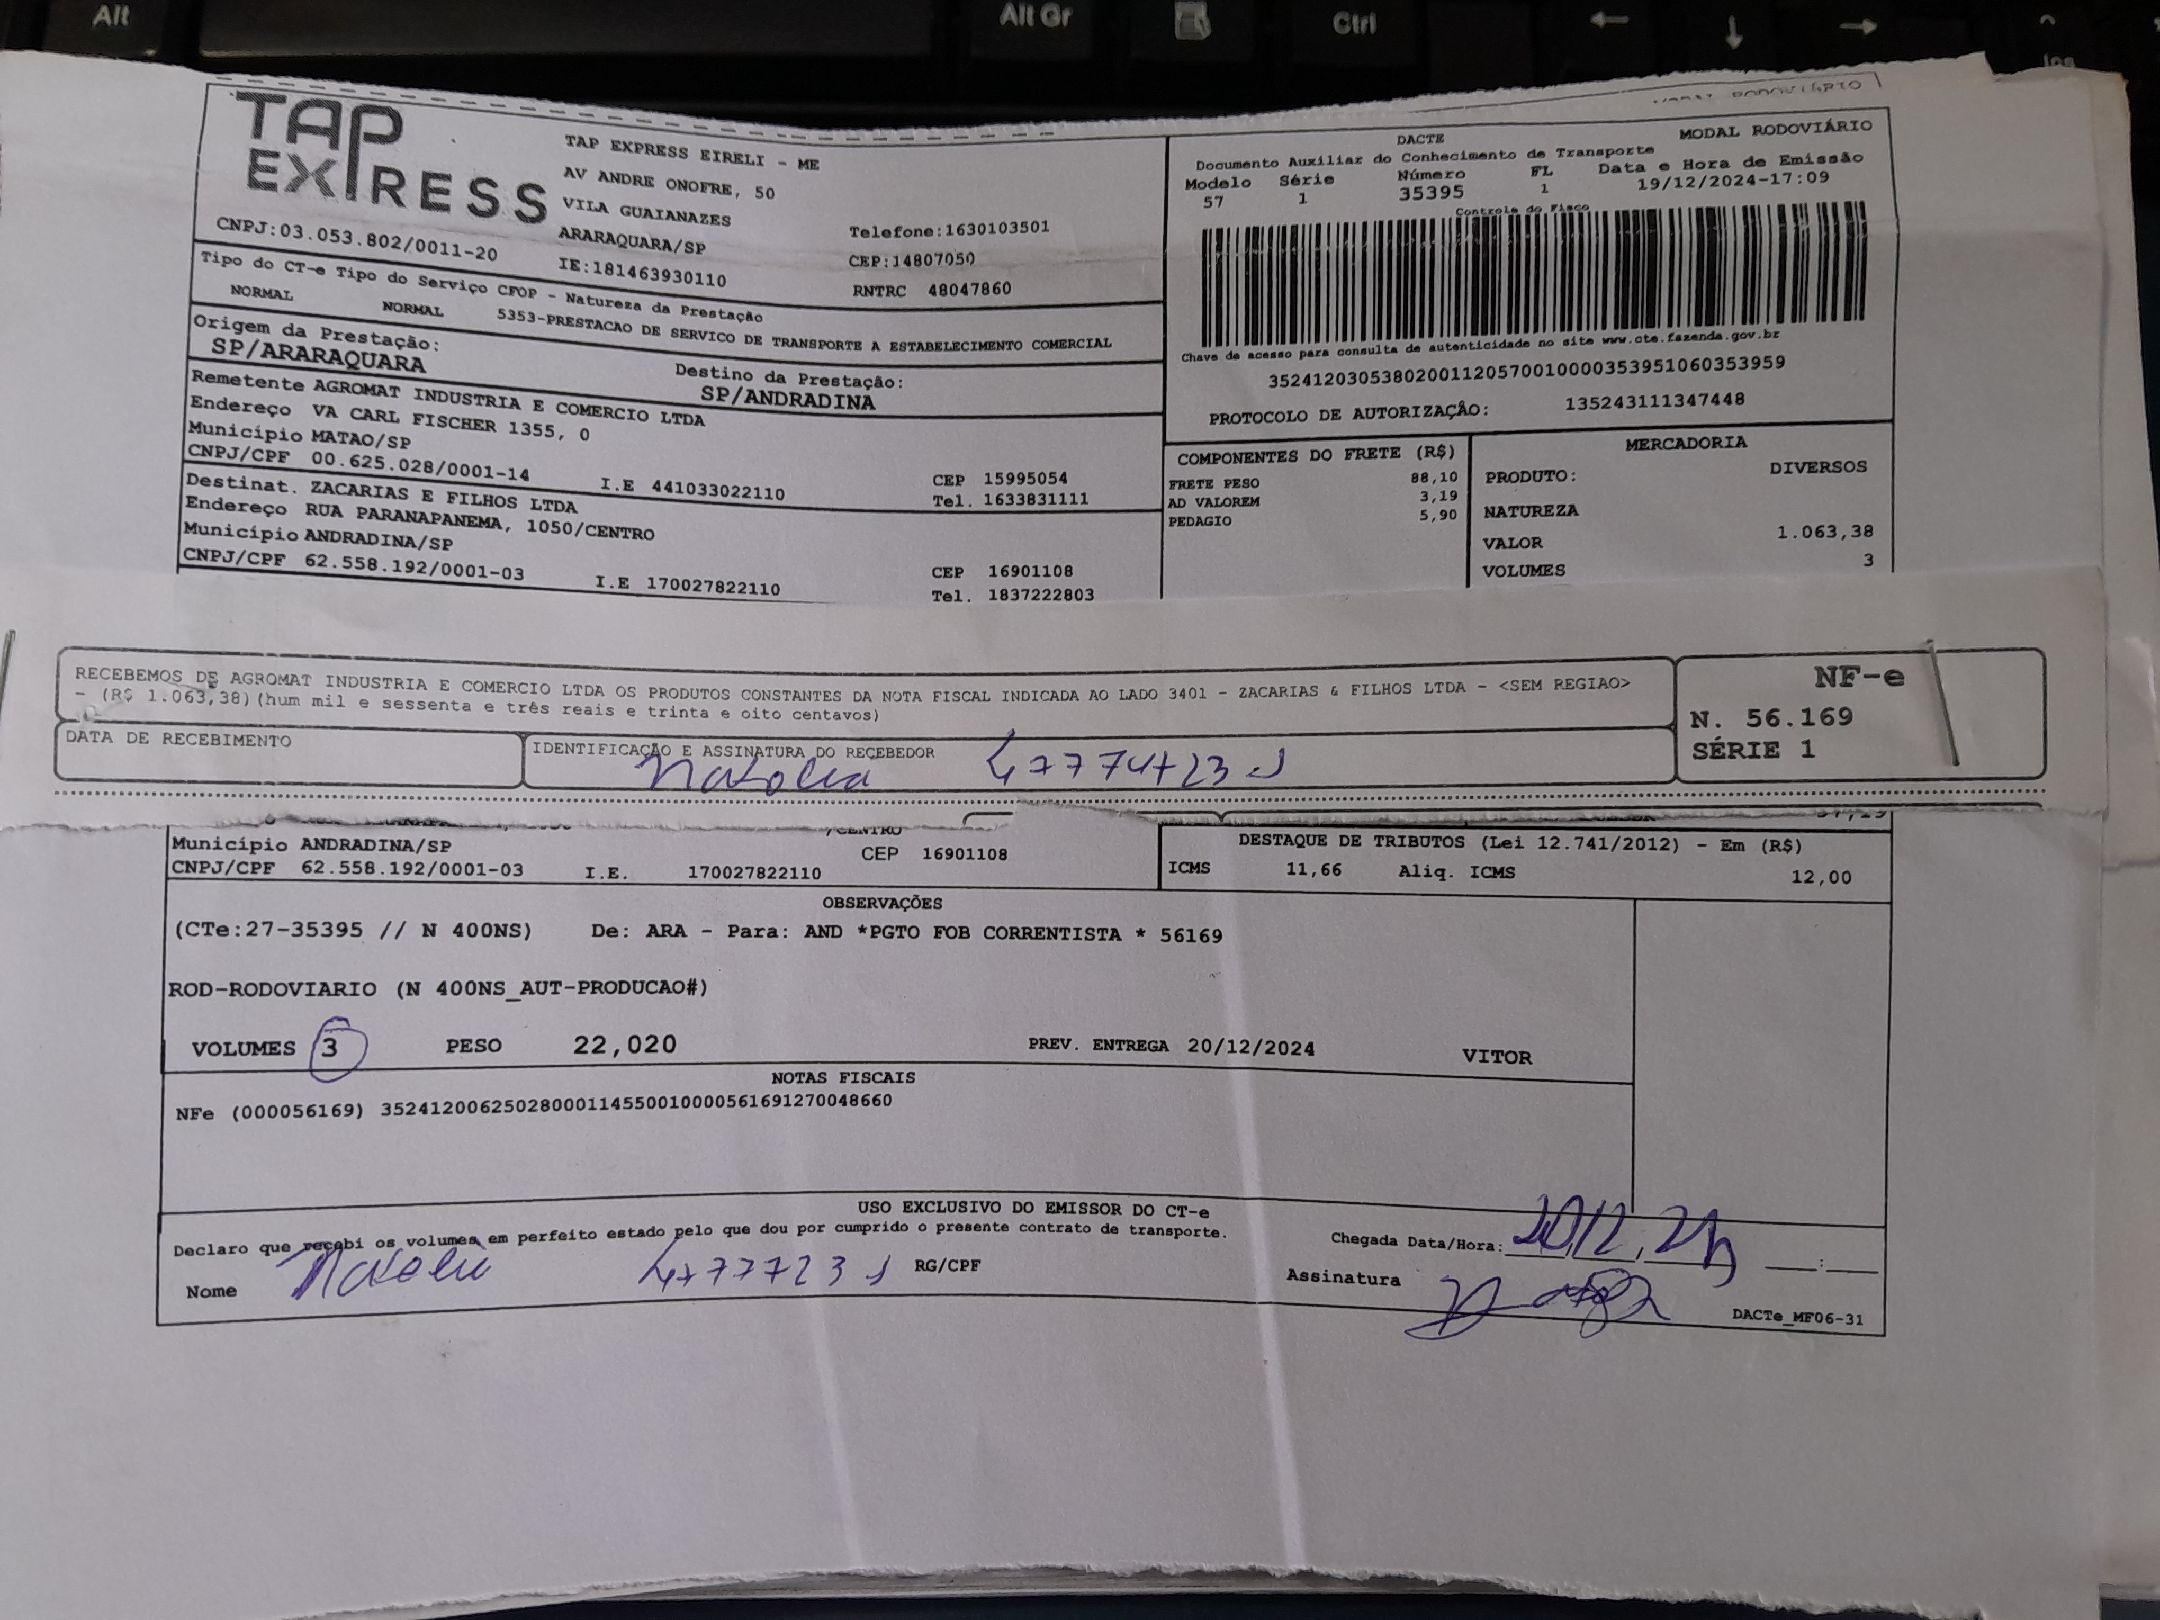 Alt
Alt Gr
Ctrl
Ins
MODAL RODOVIÁRIO
TAP EXPRESS
TAP EXPRESS EIRELI - ME
AV ANDRE ONOFRE, 50
VILA GUAIANAZES
ARARAQUARA/SP
IE:181463930110
CNPJ:03.053.802/0011-20
Telefone:1630103501
CEP:14807050
RNTRC 48047860
DACTE
MODAL RODOVIÁRIO
Documento Auxiliar do Conhecimento de Transporte
Modelo Série Número FL Data e Hora de Emissão
57 1 35395 1 19/12/2024-17:09
Controle do Fisco
Chave de acesso para consulta de autenticidade no site www.cte.fazenda.gov.br
35241203053802001120570010000353951060353959
PROTOCOLO DE AUTORIZAÇÃO: 135243111347448
Tipo do CT-e Tipo do Serviço CFOP - Natureza da Prestação
NORMAL NORMAL 5353-PRESTACAO DE SERVICO DE TRANSPORTE A ESTABELECIMENTO COMERCIAL
Origem da Prestação: Destino da Prestação:
SP/ARARAQUARA SP/ANDRADINA
Remetente AGROMAT INDUSTRIA E COMERCIO LTDA
Endereço VA CARL FISCHER 1355, 0
Município MATAO/SP CEP 15995054
CNPJ/CPF 00.625.028/0001-14 I.E 441033022110 Tel. 1633831111
Destinat. ZACARIAS E FILHOS LTDA
Endereço RUA PARANAPANEMA, 1050/CENTRO
Município ANDRADINA/SP CEP 16901108
CNPJ/CPF 62.558.192/0001-03 I.E 170027822110 Tel. 1837222803
COMPONENTES DO FRETE (R$)
FRETE PESO 88,10
AD VALOREM 3,19
PEDAGIO 5,90
MERCADORIA
PRODUTO: DIVERSOS
NATUREZA
VALOR 1.063,38
VOLUMES 3
RECEBEMOS DE AGROMAT INDUSTRIA E COMERCIO LTDA OS PRODUTOS CONSTANTES DA NOTA FISCAL INDICADA AO LADO 3401 - ZACARIAS & FILHOS LTDA - <SEM REGIAO>
- (R$ 1.063,38)(hum mil e sessenta e três reais e trinta e oito centavos)
DATA DE RECEBIMENTO
IDENTIFICAÇÃO E ASSINATURA DO RECEBEDOR
NF-e
N. 56.169
SÉRIE 1
/CENTRO
Município ANDRADINA/SP CEP 16901108
CNPJ/CPF 62.558.192/0001-03 I.E. 170027822110
DESTAQUE DE TRIBUTOS (Lei 12.741/2012) - Em (R$)
ICMS 11,66 Aliq. ICMS 12,00
OBSERVAÇÕES
(CTe:27-35395 // N 400NS) De: ARA - Para: AND *PGTO FOB CORRENTISTA * 56169
ROD-RODOVIARIO (N 400NS_AUT-PRODUCAO#)
VOLUMES 3 PESO 22,020 PREV. ENTREGA 20/12/2024 VITOR
NOTAS FISCAIS
NFe (000056169) 35241200625028000114550010000561691270048660
USO EXCLUSIVO DO EMISSOR DO CT-e
Declaro que recebi os volumes em perfeito estado pelo que dou por cumprido o presente contrato de transporte.
Chegada Data/Hora:
Nome RG/CPF
Assinatura
DACTe_MF06-31